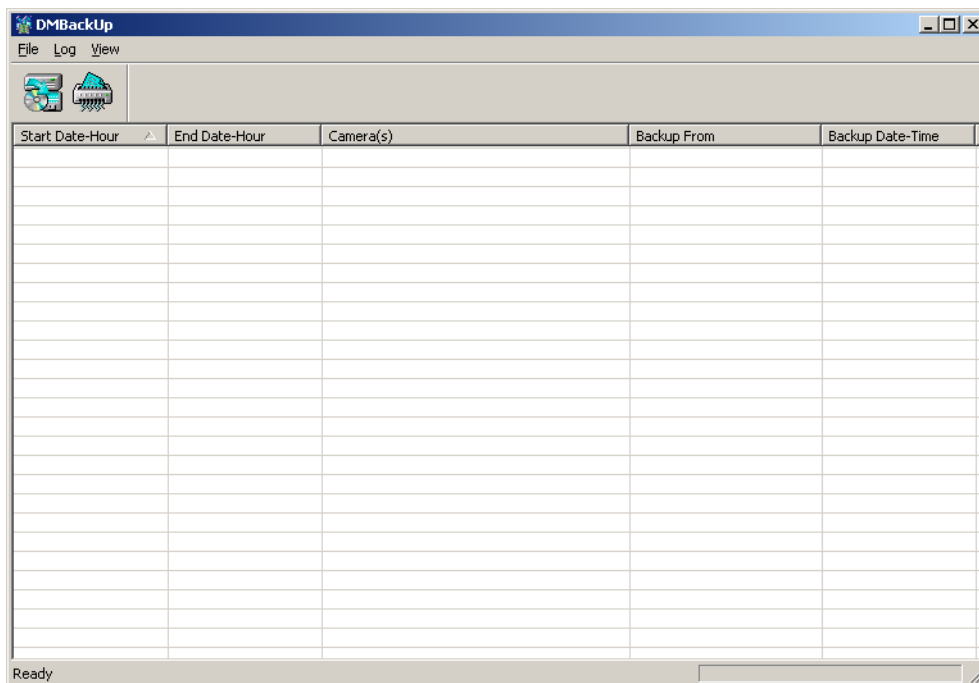 DMBackUp
File Log View
Start Date-Hour End Date-Hour Camera(s) Backup From Backup Date-Time
Ready